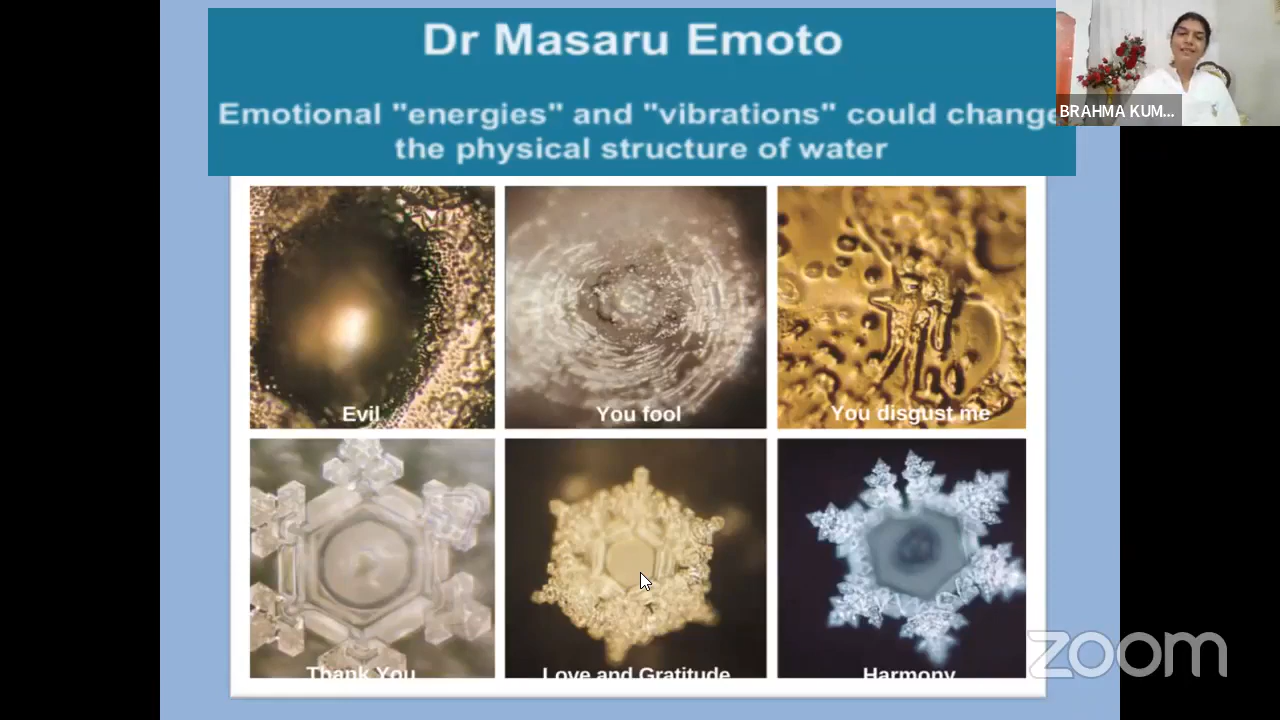 Dr Masaru Emoto
BRAHMA KUM...
Emotional "energies" and "vibrations" could change
the physical structure of water
Evil
You fool
You disgust me
Thank You
Love and Gratitude
Harmony
zoom